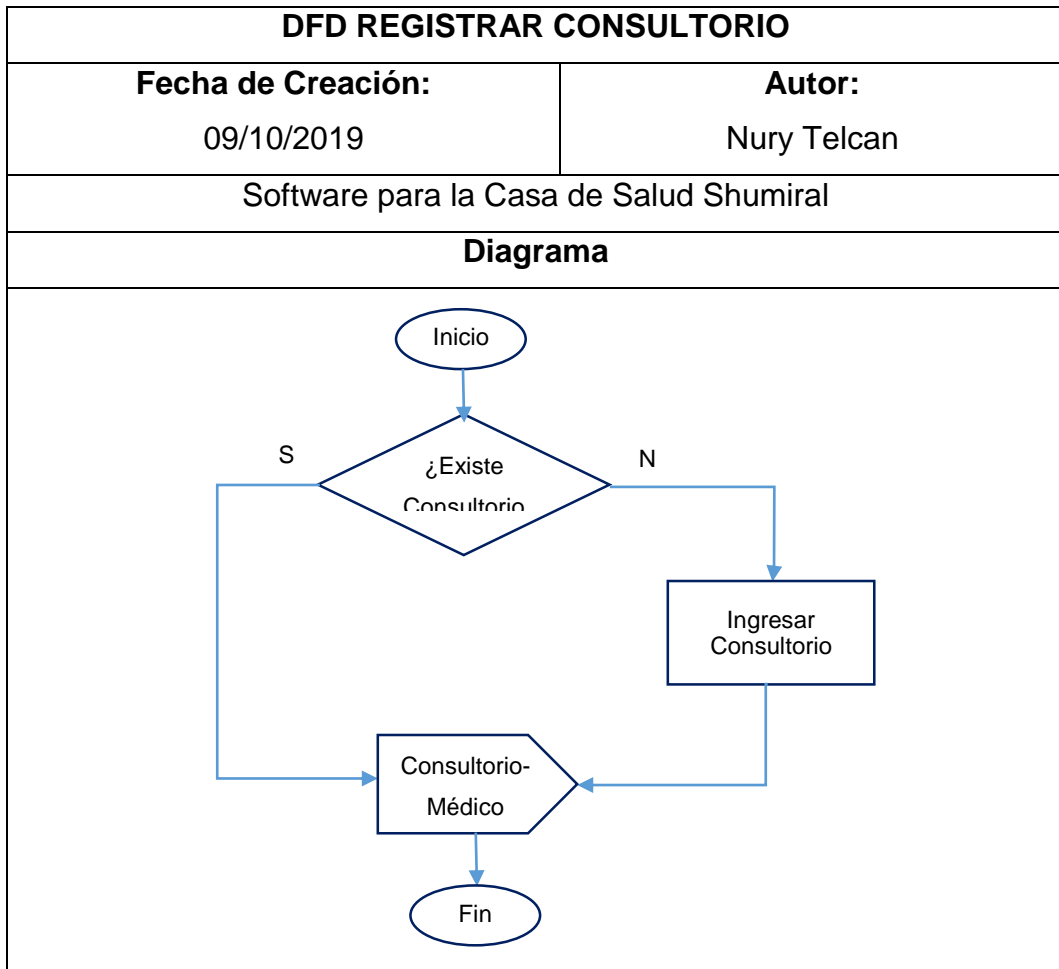 DFD REGISTRAR CONSULTORIO
Fecha de Creación:
09/10/2019
Autor:
Nury Telcan
Software para la Casa de Salud Shumiral
Diagrama
Inicio
S
¿Existe
Consultorio
N
Ingresar
Consultorio
Consultorio-
Médico
Fin